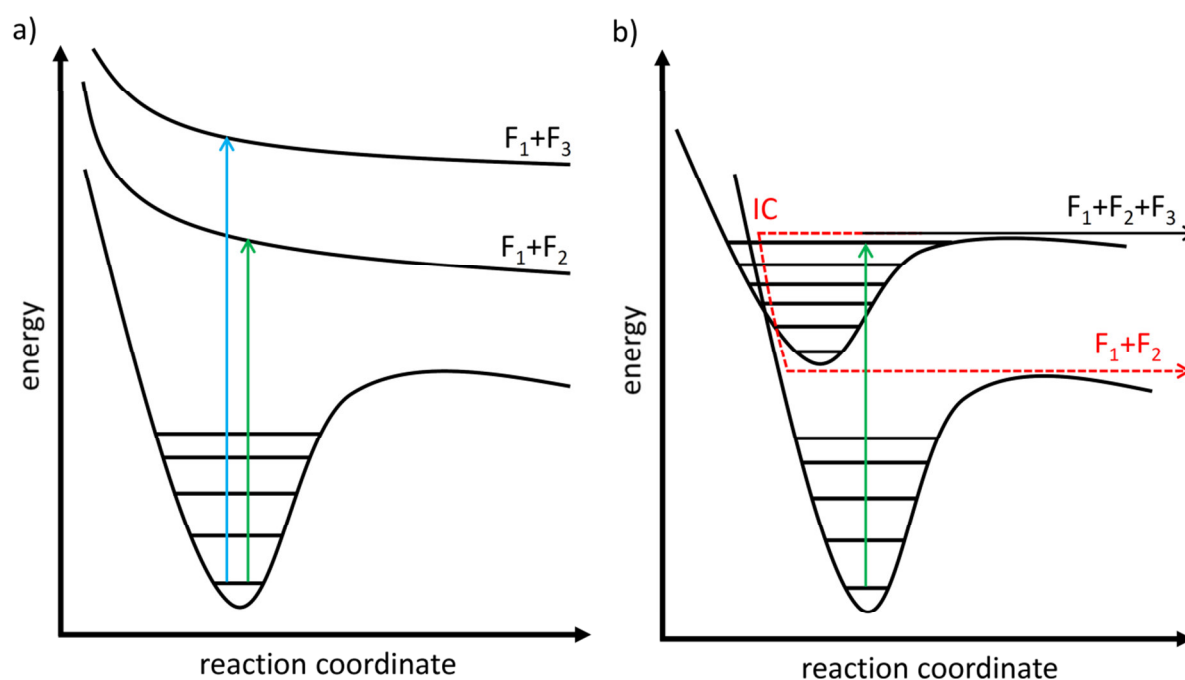 a)
F₁+F₃
F₁+F₂
energy
reaction coordinate
b)
IC
F₁+F₂+F₃
F₁+F₂
energy
reaction coordinate